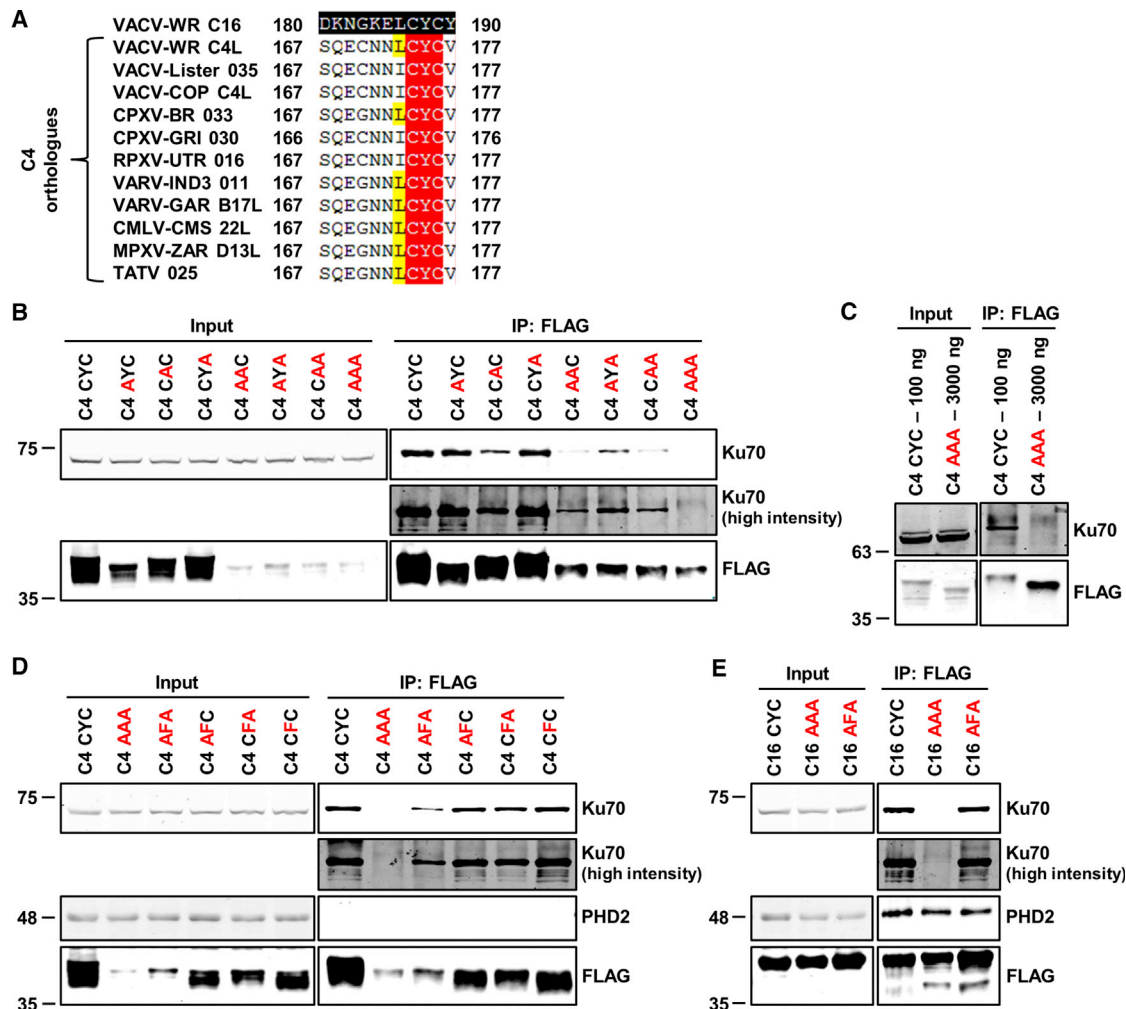 A
VACV-WR C16 180 DKNGKELCYCY 190
VACV-WR C4L 167 SQECNNLCYCV 177
VACV-Lister 035 167 SQECNNICYCV 177
VACV-COP C4L 167 SQECNNICYCV 177
CPXV-BR 033 167 SQEGNNLCYCV 177
CPXV-GRI 030 166 SQECNNICYCV 176
RPXV-UTR 016 167 SQECNNICYCV 177
VARV-IND3 011 167 SQEGNNLCYCV 177
VARV-GAR B17L 167 SQEGNNLCYCV 177
CMLV-CMS 22L 167 SQEGNNLCYCV 177
MPXV-ZAR D13L 167 SQEGNNLCYCV 177
TATV 025 167 SQEGNNLCYCV 177
C4
orthologues
B
Input IP: FLAG
C4 CYC C4 AYC C4 CAC C4 CYA C4 AAC C4 AYA C4 CAA C4 AAA C4 CYC C4 AYC C4 CAC C4 CYA C4 AAC C4 AYA C4 CAA C4 AAA
75 Ku70
Ku70
(high intensity)
FLAG
35
C
Input IP: FLAG
C4 CYC – 100 ng C4 AAA – 3000 ng C4 CYC – 100 ng C4 AAA – 3000 ng
Ku70
63
FLAG
35
D
Input IP: FLAG
C4 CYC C4 AAA C4 AFA C4 AFC C4 CFA C4 CFC C4 CYC C4 AAA C4 AFA C4 AFC C4 CFA C4 CFC
75 Ku70
Ku70
(high intensity)
48 PHD2
FLAG
35
E
Input IP: FLAG
C16 CYC C16 AAA C16 AFA C16 CYC C16 AAA C16 AFA
75 Ku70
Ku70
(high intensity)
48 PHD2
FLAG
35